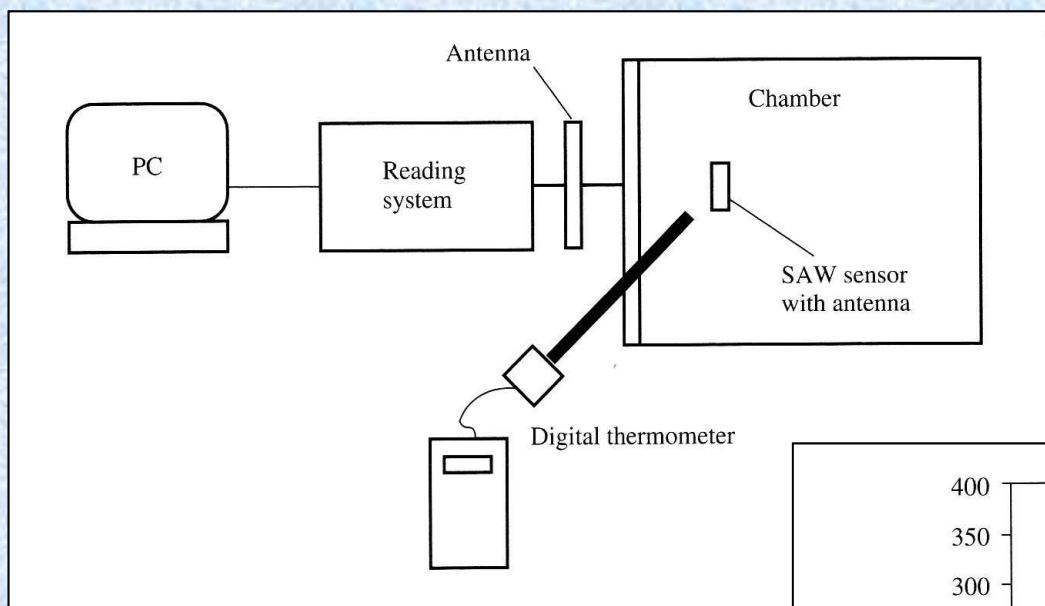 Antenna
Chamber
PC
Reading
system
SAW sensor
with antenna
Digital thermometer
400
350
300